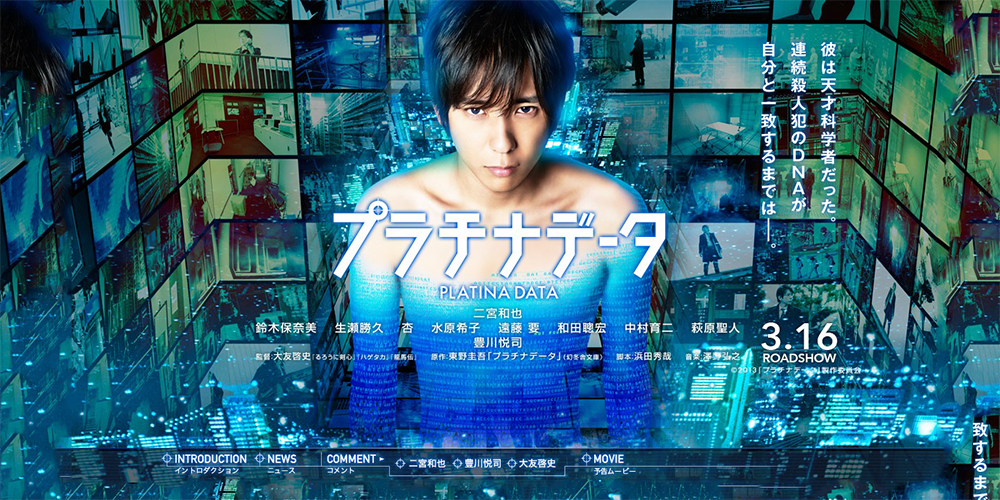 彼は天才科学者だった。
連続殺人犯のDNAが
自分と一致するまでは──。
プラチナデータ
PLATINA DATA
二宮和也
鈴木保奈美 生瀬勝久 杏 水原希子 遠藤 要 和田聰宏 中村育二 萩原聖人
豊川悦司
監督:大友啓史「るろうに剣心」「ハゲタカ」「龍馬伝」 原作:東野圭吾「プラチナデータ」(幻冬舎文庫) 脚本:浜田秀哉 音楽:澤野弘之
3.16
ROADSHOW
©2013「プラチナデータ」製作委員会
致するまで
INTRODUCTION
イントロダクション
NEWS
ニュース
COMMENT
コメント
二宮和也 豊川悦司 大友啓史
MOVIE
予告ムービー